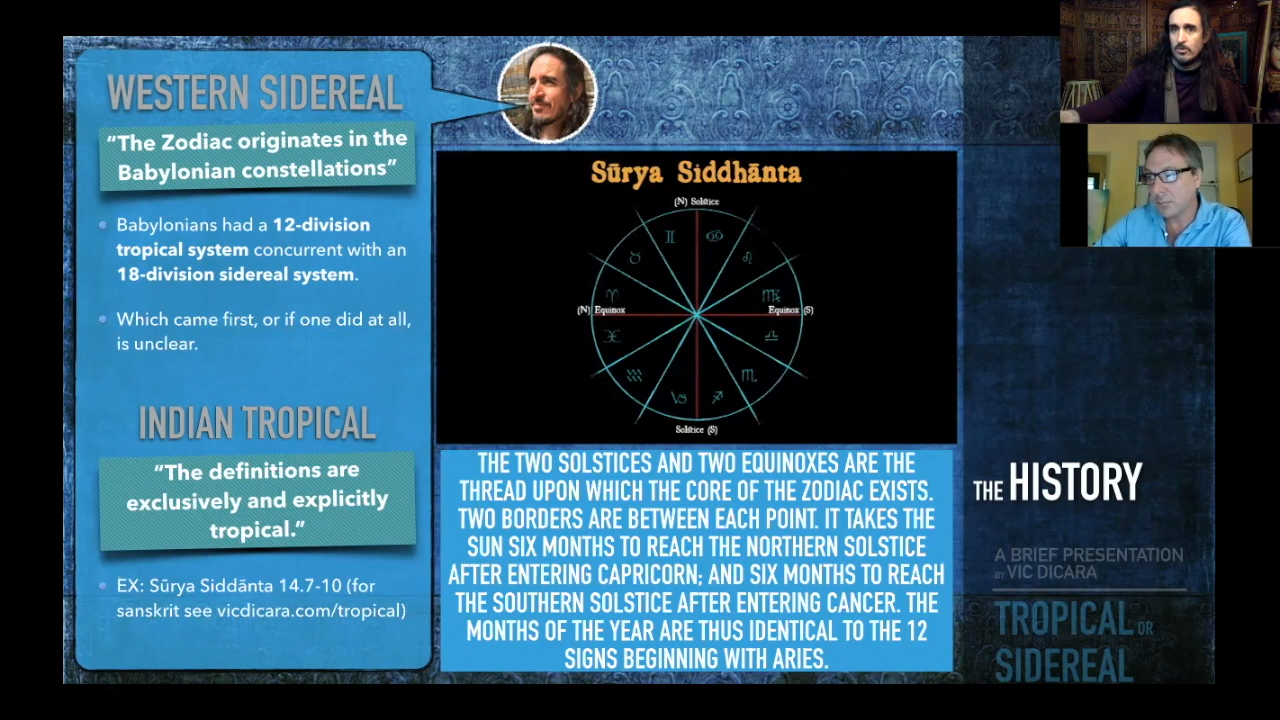 WESTERN SIDEREAL
“The Zodiac originates in the
Babylonian constellations”
Babylonians had a 12-division
tropical system concurrent with an
18-division sidereal system.
Which came first, or if one did at all,
is unclear.
INDIAN TROPICAL
“The definitions are
exclusively and explicitly
tropical.”
EX: Sūrya Siddānta 14.7-10 (for
sanskrit see vicdicara.com/tropical)
Sūrya Siddhānta
(N) Solstice
(N) Equinox
Equinox (S)
Solstice (S)
THE TWO SOLSTICES AND TWO EQUINOXES ARE THE
THREAD UPON WHICH THE CORE OF THE ZODIAC EXISTS.
TWO BORDERS ARE BETWEEN EACH POINT. IT TAKES THE
SUN SIX MONTHS TO REACH THE NORTHERN SOLSTICE
AFTER ENTERING CAPRICORN; AND SIX MONTHS TO REACH
THE SOUTHERN SOLSTICE AFTER ENTERING CANCER. THE
MONTHS OF THE YEAR ARE THUS IDENTICAL TO THE 12
SIGNS BEGINNING WITH ARIES.
THE HISTORY
A BRIEF PRESENTATION
BY VIC DICARA
TROPICAL OR
SIDEREAL